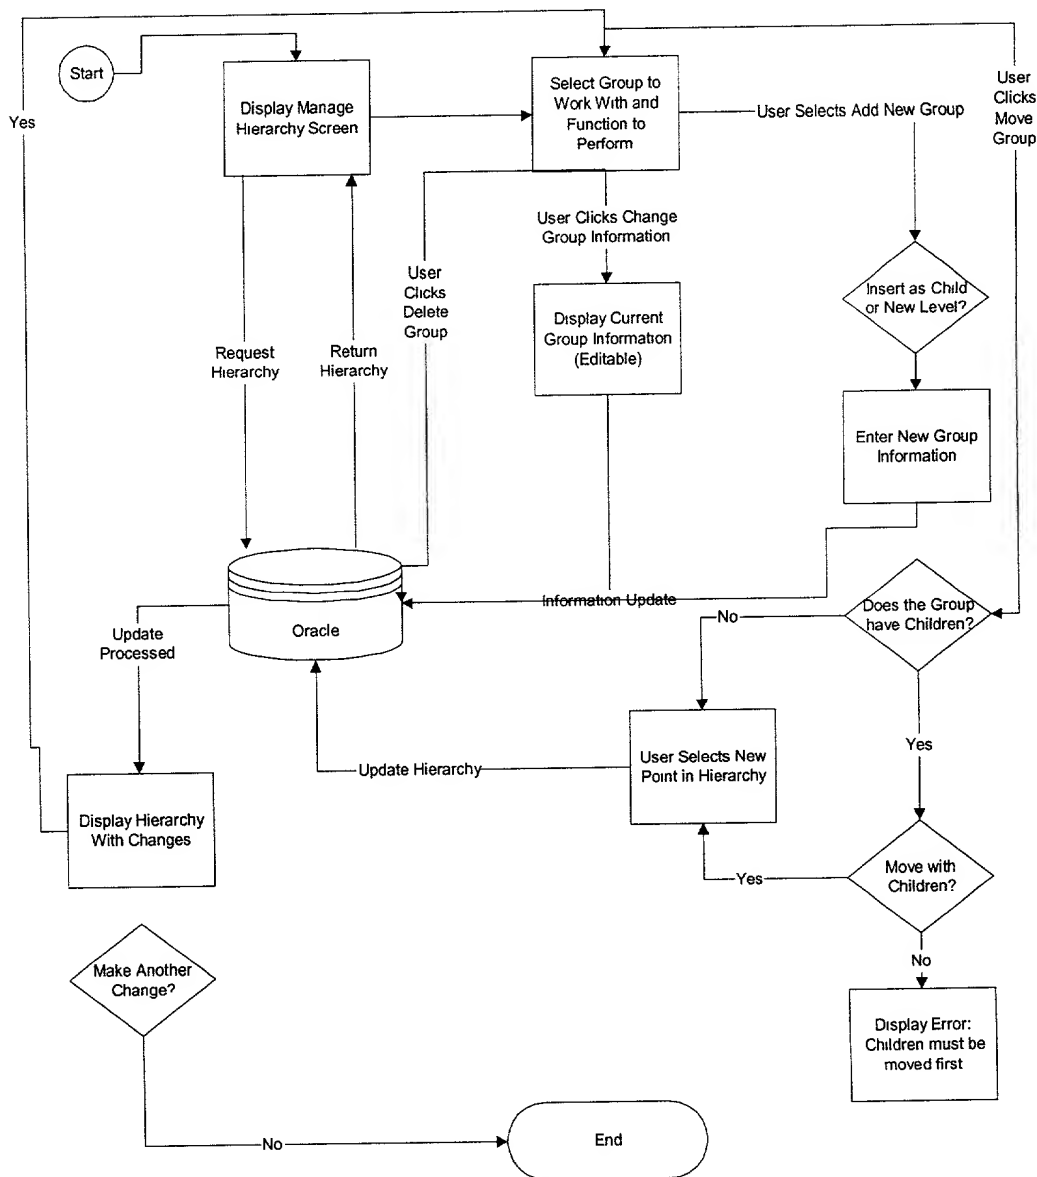 Start
Yes
Display Manage
Hierarchy Screen
Select Group to
Work With and
Function to
Perform
User Selects Add New Group
User
Clicks
Move
Group
User Clicks Change
Group Information
User
Clicks
Delete
Group
Insert as Child
or New Level?
Display Current
Group Information
(Editable)
Request
Hierarchy
Return
Hierarchy
Enter New Group
Information
Information Update
Oracle
Does the Group
have Children?
No
Update
Processed
Yes
User Selects New
Point in Hierarchy
Update Hierarchy
Display Hierarchy
With Changes
Move with
Children?
Yes
No
Make Another
Change?
Display Error:
Children must be
moved first
No
End